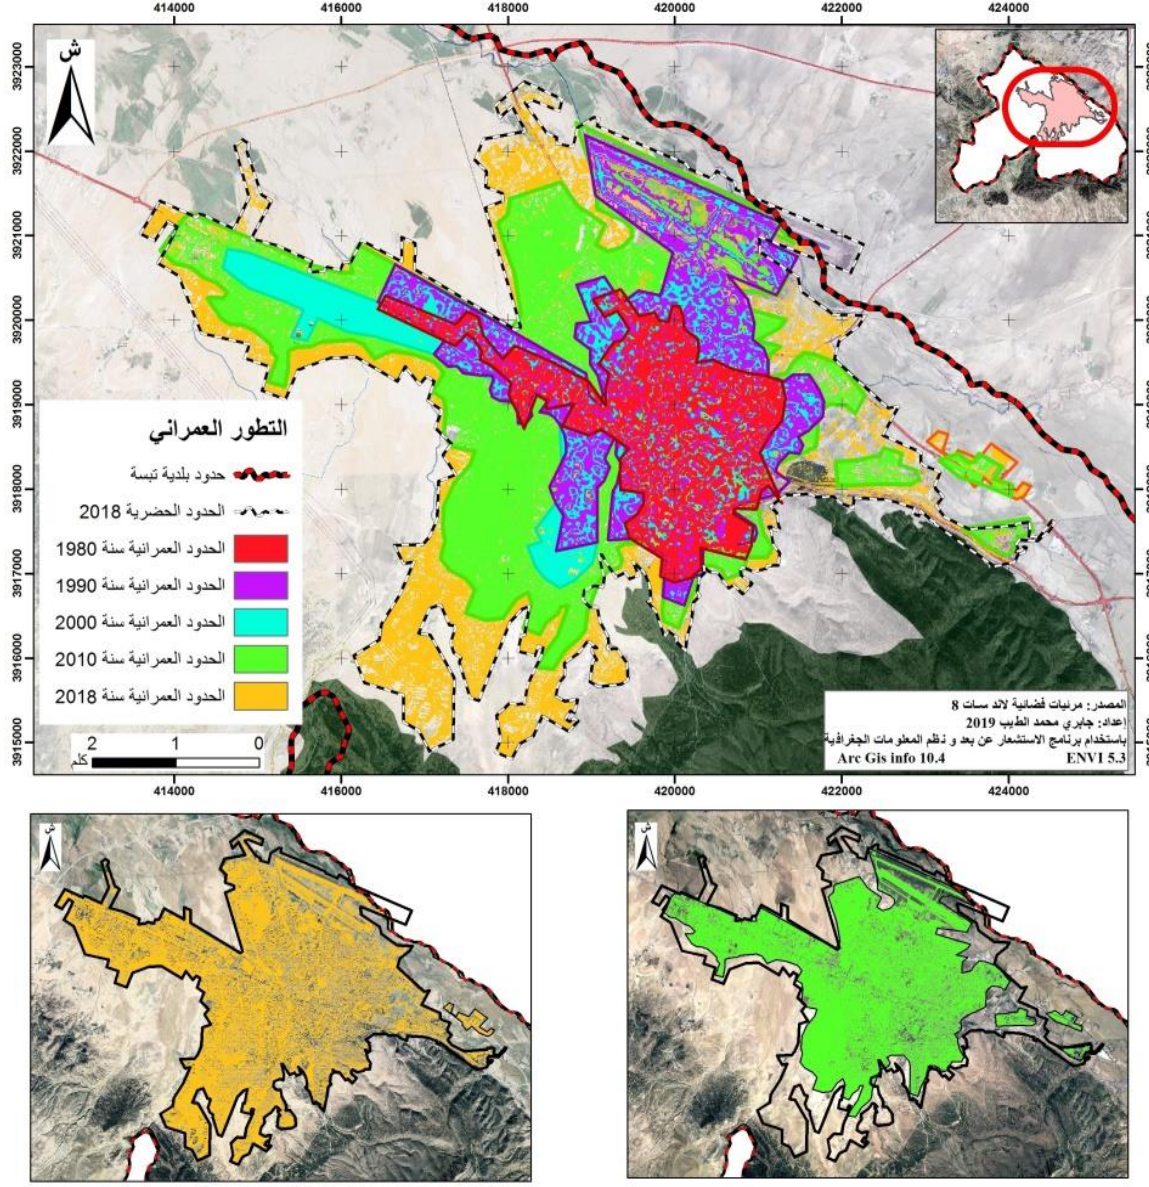 414000 416000 418000 420000 422000 424000
ش
3923000
3922000
3921000
3920000
3919000
3918000
3917000
3916000
3915000
التطور العمراني
حدود بلدية تبسة
الحدود الحضرية 2018
الحدود العمرانية سنة 1980
الحدود العمرانية سنة 1990
الحدود العمرانية سنة 2000
الحدود العمرانية سنة 2010
الحدود العمرانية سنة 2018
2 1 0
كلم
المصدر: مرئيات فضائية لاند سات 8
إعداد: جابري محمد الطيب 2019
باستخدام برنامج الاستشعار عن بعد و نظم المعلومات الجغرافية
Arc Gis info 10.4 ENVI 5.3
414000 416000 418000 420000 422000 424000
ش
ش